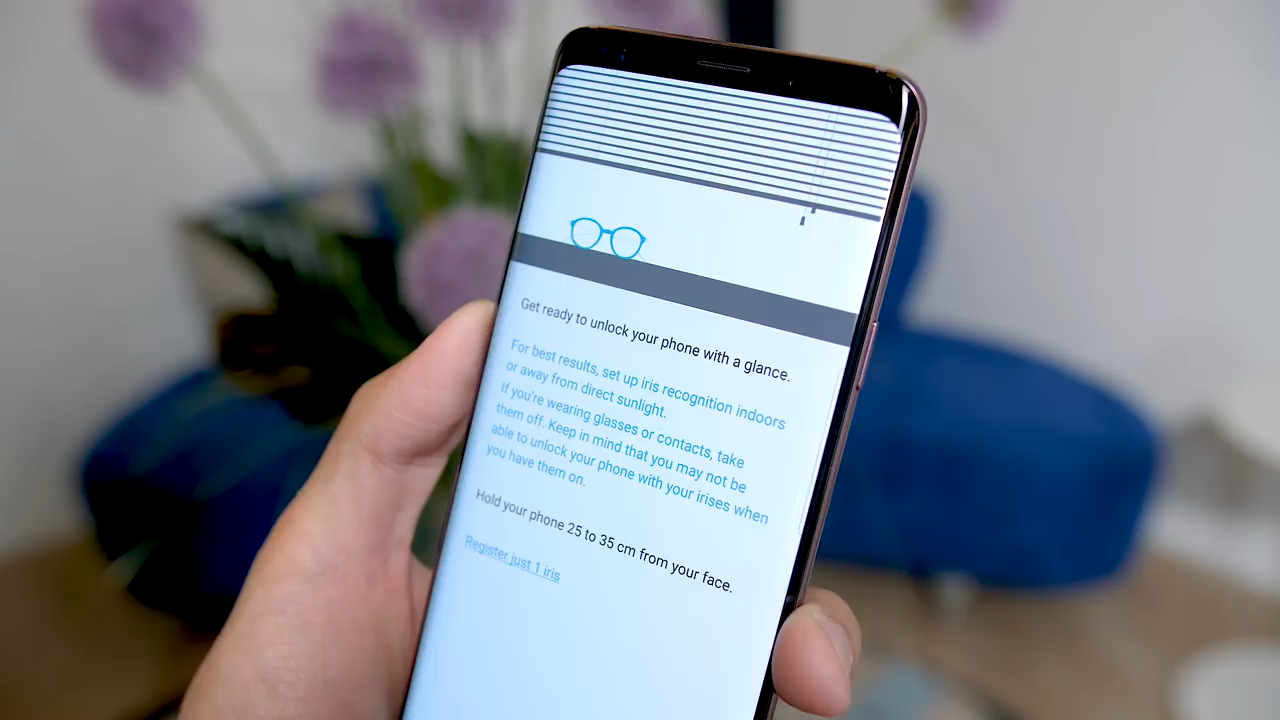 Get ready to unlock your phone with a glance.
For best results, set up iris recognition indoors
or away from direct sunlight.
If you're wearing glasses or contacts, take
them off. Keep in mind that you may not be
able to unlock your phone with your irises when
you have them on.
Hold your phone 25 to 35 cm from your face.
Register just 1 iris